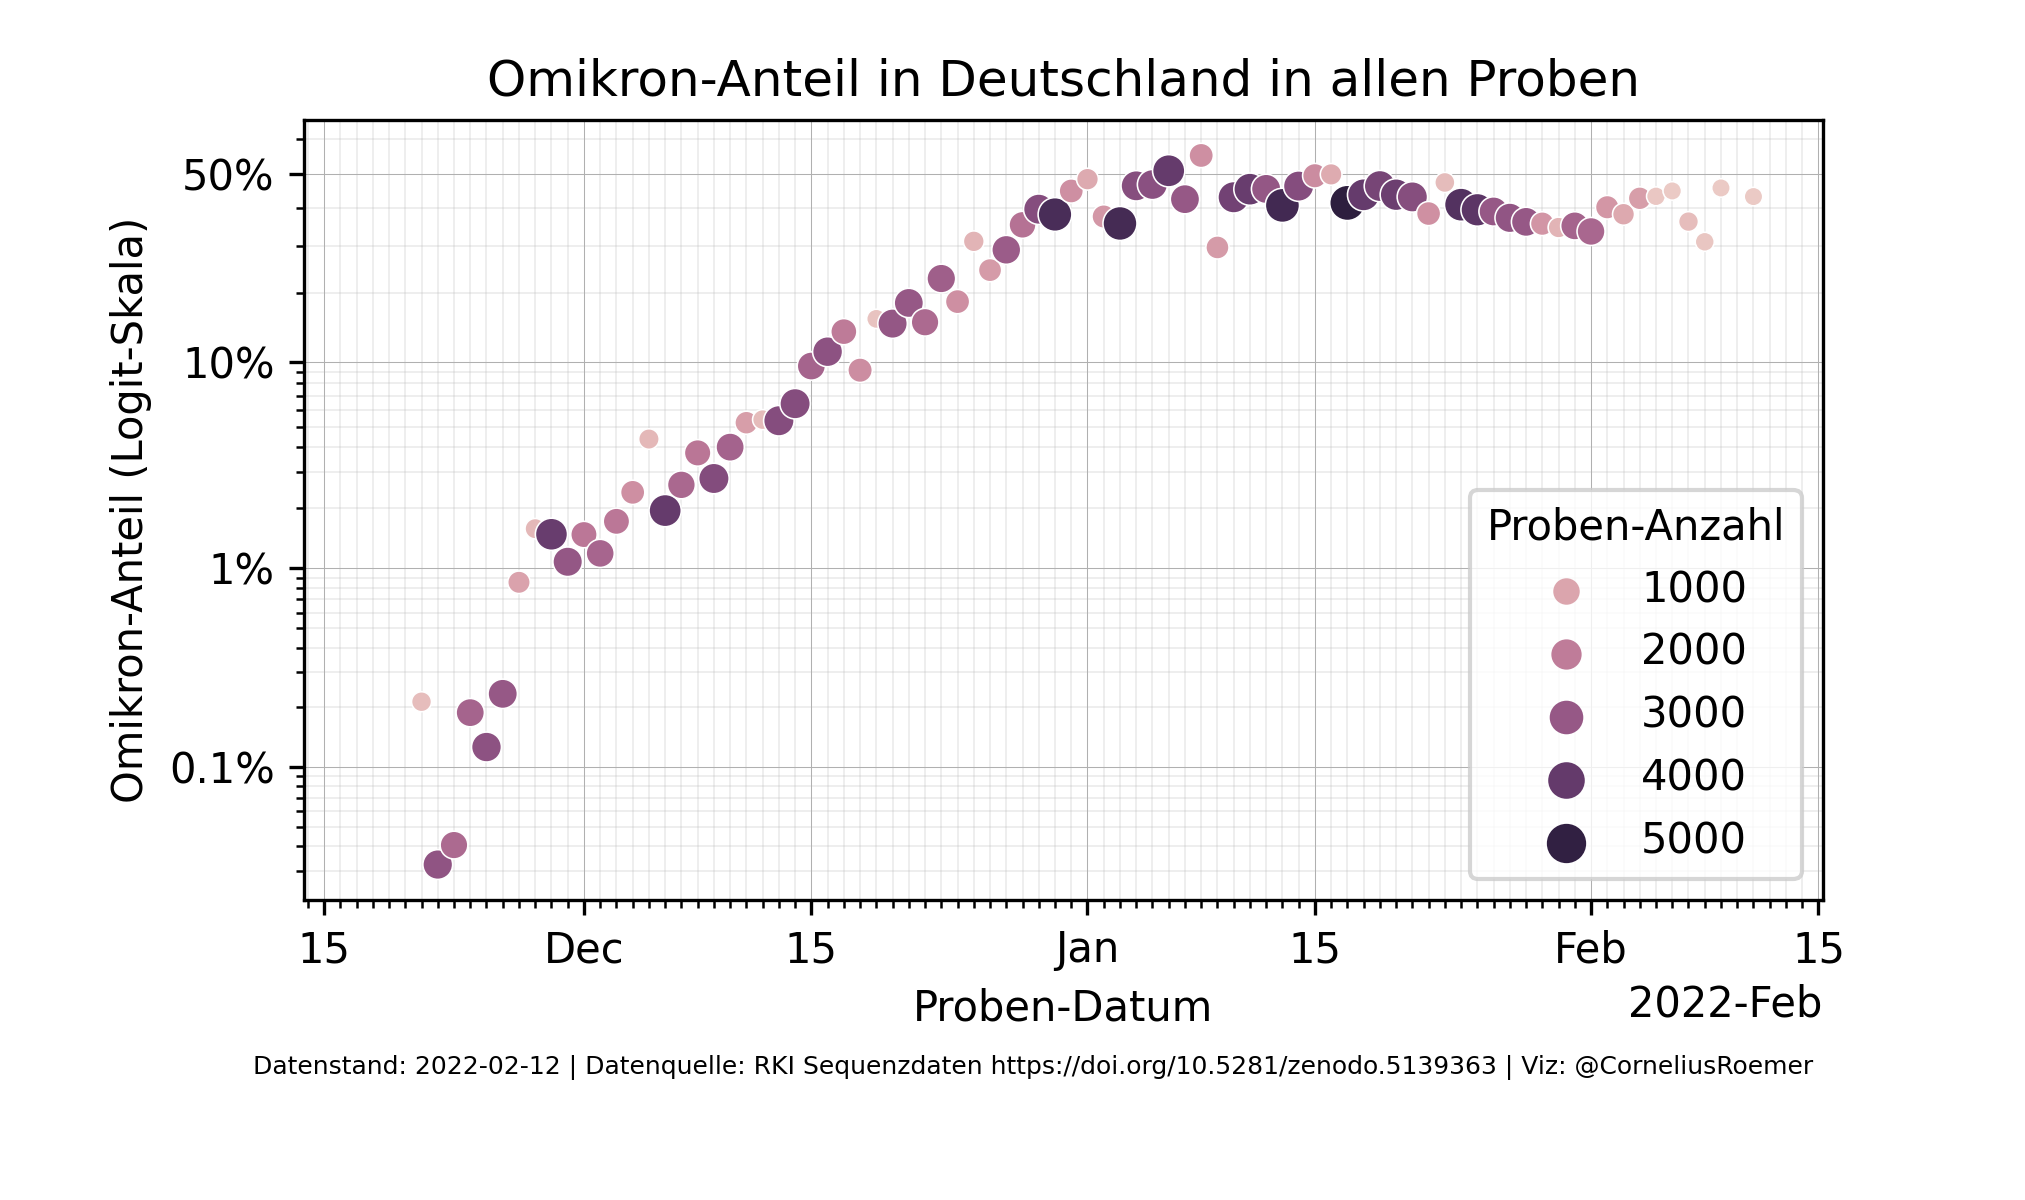 Omikron-Anteil in Deutschland in allen Proben
Omikron-Anteil (Logit-Skala)
50%
10%
1%
0.1%
Proben-Anzahl
1000
2000
3000
4000
5000
15 Dec 15 Jan 15 Feb 15
Proben-Datum
2022-Feb
Datenstand: 2022-02-12 | Datenquelle: RKI Sequenzdaten https://doi.org/10.5281/zenodo.5139363 | Viz: @CorneliusRoemer